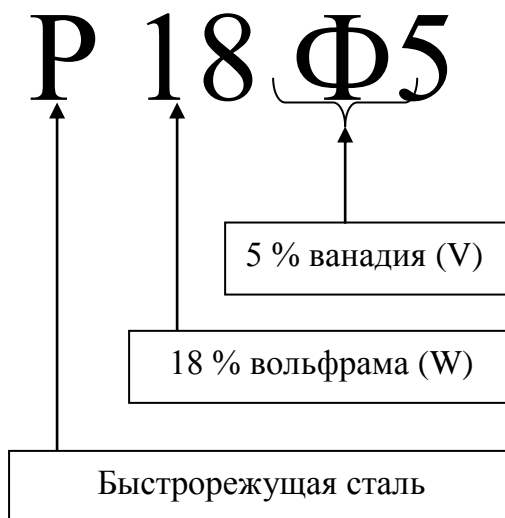 Р 18 Ф5
5 % ванадия (V)
18 % вольфрама (W)
Быстрорежущая сталь